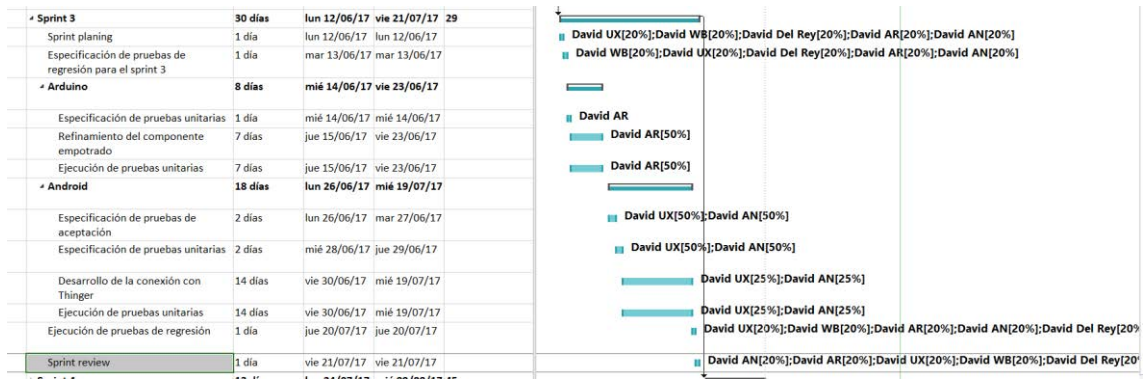 Sprint 3 30 días lun 12/06/17 vie 21/07/17 29
Sprint planing 1 día lun 12/06/17 lun 12/06/17 David UX[20%];David WB[20%];David Del Rey[20%];David AR[20%];David AN[20%]
Especificación de pruebas de 1 día mar 13/06/17 mar 13/06/17 David WB[20%];David UX[20%];David Del Rey[20%];David AR[20%];David AN[20%]
regresión para el sprint 3
Arduino 8 días mié 14/06/17 vie 23/06/17
Especificación de pruebas unitarias 1 día mié 14/06/17 mié 14/06/17 David AR
Refinamiento del componente 7 días jue 15/06/17 vie 23/06/17 David AR[50%]
empotrado
Ejecución de pruebas unitarias 7 días jue 15/06/17 vie 23/06/17 David AR[50%]
Android 18 días lun 26/06/17 mié 19/07/17
Especificación de pruebas de 2 días lun 26/06/17 mar 27/06/17 David UX[50%];David AN[50%]
aceptación
Especificación de pruebas unitarias 2 días mié 28/06/17 jue 29/06/17 David UX[50%];David AN[50%]
Desarrollo de la conexión con 14 días vie 30/06/17 mié 19/07/17 David UX[25%];David AN[25%]
Thinger
Ejecución de pruebas unitarias 14 días vie 30/06/17 mié 19/07/17 David UX[25%];David AN[25%]
Ejecución de pruebas de regresión 1 día jue 20/07/17 jue 20/07/17 David UX[20%];David WB[20%];David AR[20%];David AN[20%];David Del Rey[20%
Sprint review 1 día vie 21/07/17 vie 21/07/17 David AN[20%];David AR[20%];David UX[20%];David WB[20%];David Del Rey[20